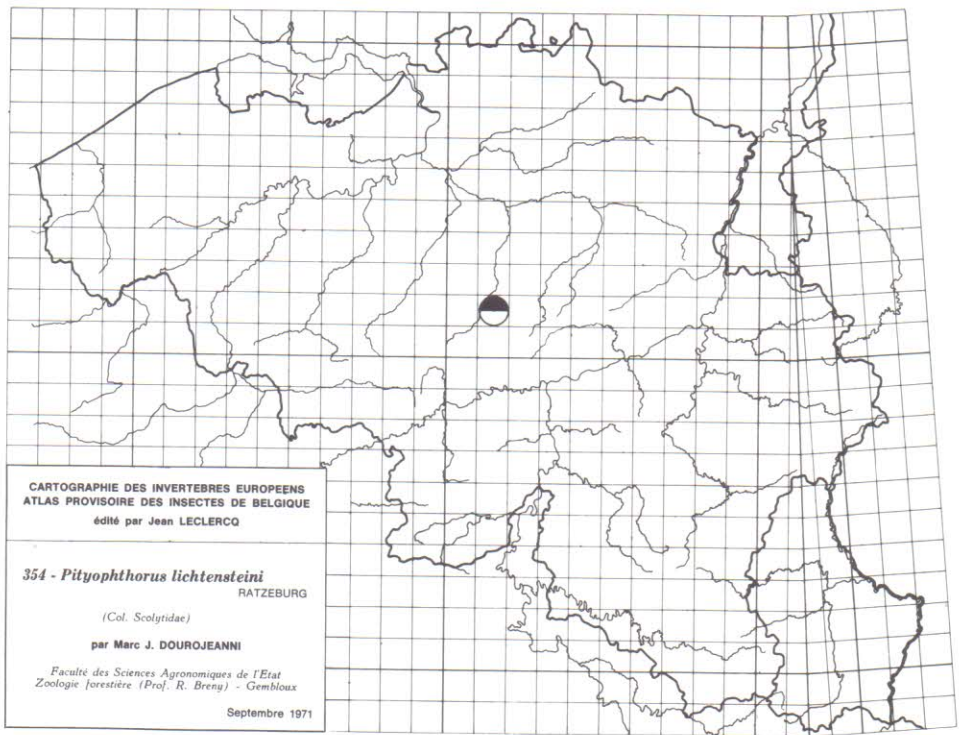 CARTOGRAPHIE DES INVERTEBRES EUROPEENS
ATLAS PROVISOIRE DES INSECTES DE BELGIQUE
édité par Jean LECLERCQ
354 - Pityophthorus lichtensteini
RATZEBURG
(Col. Scolytidae)
par Marc J. DOUROJEANNI
Faculté des Sciences Agronomiques de l'Etat
Zoologie forestière (Prof. R. Breny) - Gembloux
Septembre 1971